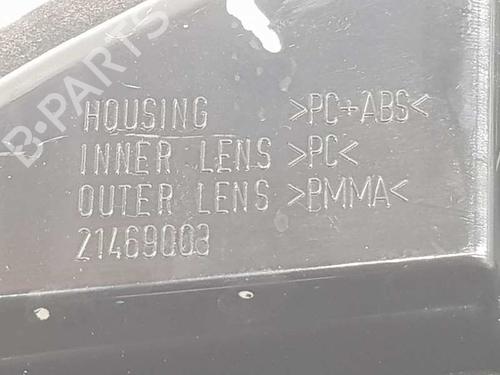 B-PARTS
HOUSING >PC+ABS<
INNER LENS >PC<
OUTER LENS >PMMA<
21469003